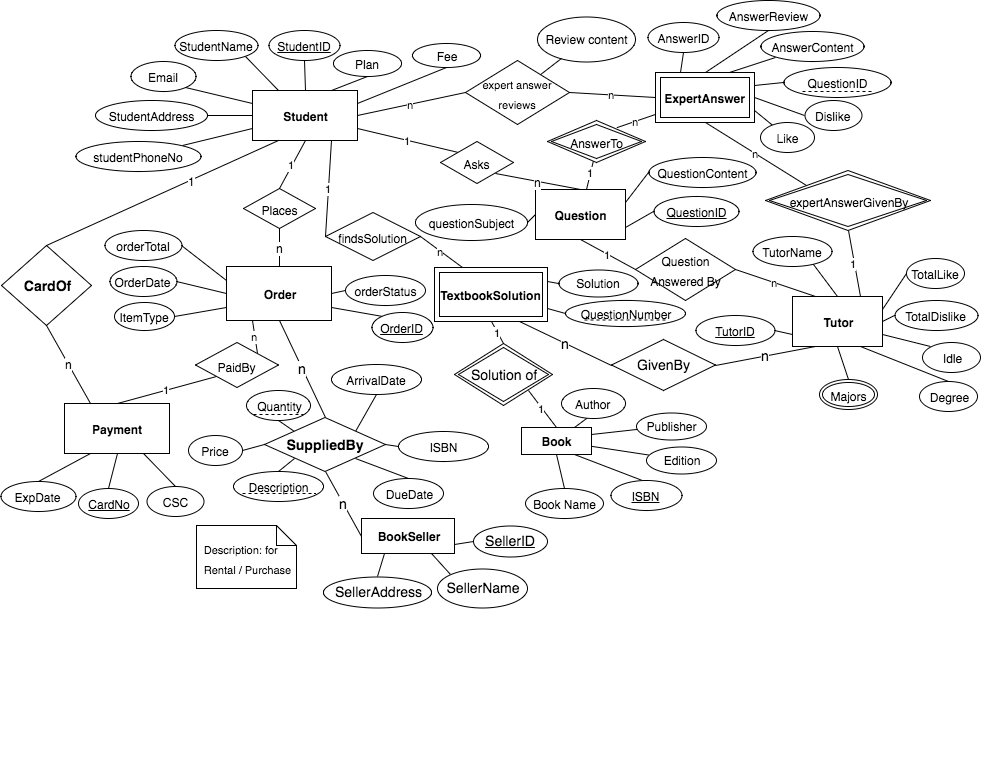 AnswerReview
StudentName
StudentID
Review content
AnswerID
AnswerContent
Plan
Fee
Email
expert answer
reviews
n
n
ExpertAnswer
QuestionID
StudentAddress
Student
Dislike
n
Like
studentPhoneNo
1
AnswerTo
n
1
Asks
1
QuestionContent
1
1
n
Places
questionSubject
Question
QuestionID
expertAnswerGivenBy
orderTotal
n
findsSolution
n
1
Question
Answered By
n
TutorName
1
TotalLike
CardOf
OrderDate
Order
orderStatus
TextbookSolution
Solution
ItemType
OrderID
QuestionNumber
TutorID
Tutor
TotalDislike
n
1
n
n
PaidBy
n
Solution of
GivenBy
Idle
n
1
ArrivalDate
1
Author
Majors
Degree
Quantity
Payment
Price
SuppliedBy
ISBN
Book
Publisher
Edition
ExpDate
CardNo
CSC
Description
DueDate
Book Name
ISBN
n
Description: for
Rental / Purchase
BookSeller
SellerID
SellerAddress
SellerName